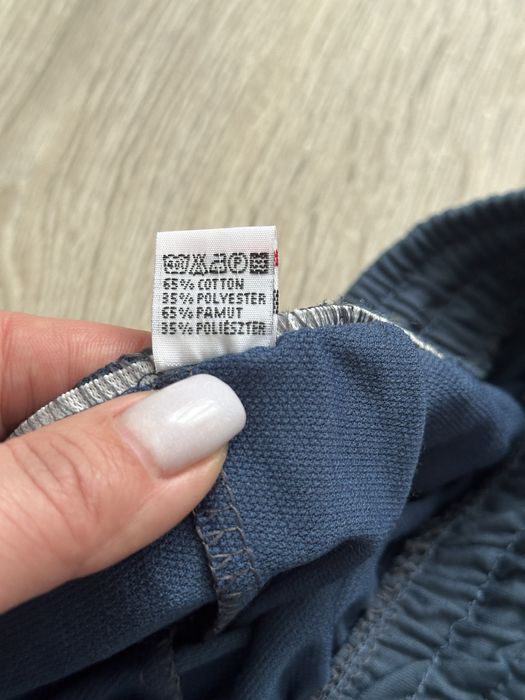 65% COTTON
35% POLYESTER
65% PAMUT
35% POLIÉSZTER